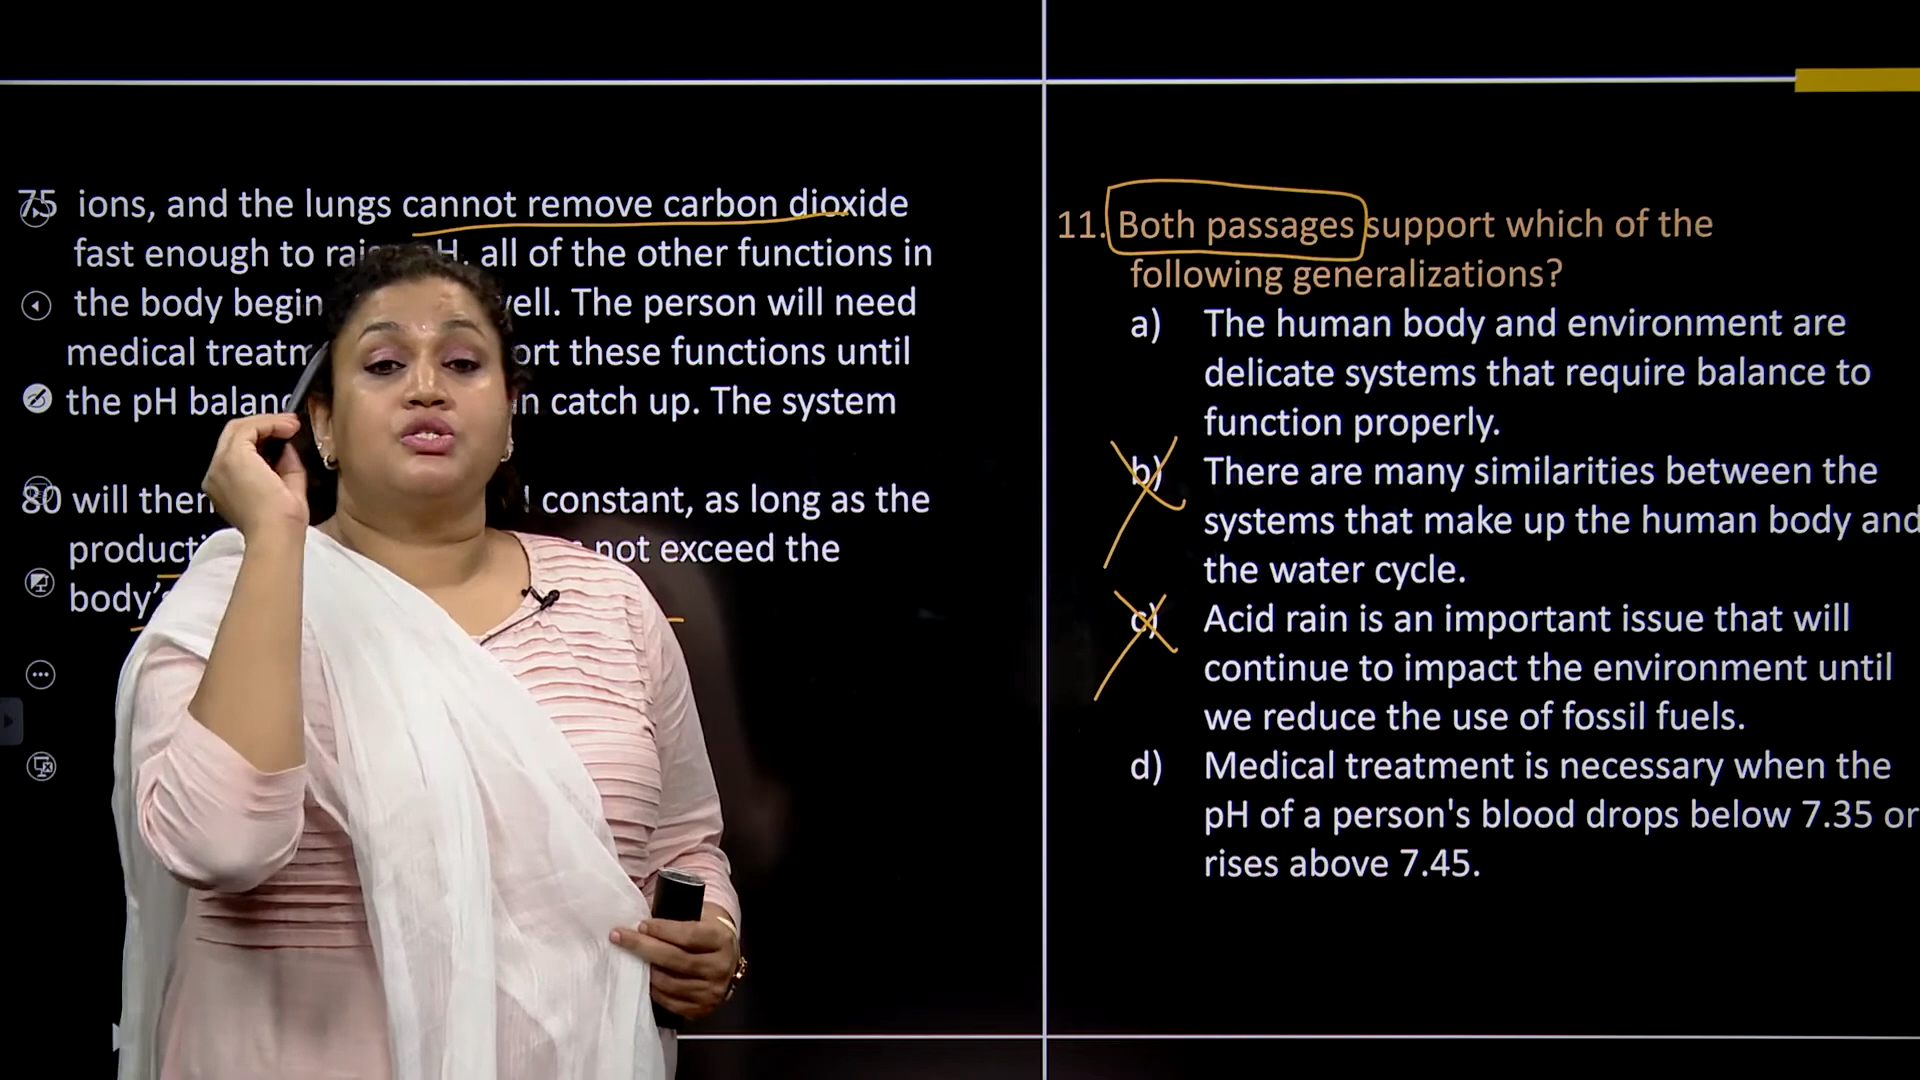 75 ions, and the lungs cannot remove carbon dioxide
fast enough to raise pH, all of the other functions in
the body begin well. The person will need
medical treatm ort these functions until
the pH balanc in catch up. The system
80 will then constant, as long as the
producti not exceed the
body's
11. Both passages support which of the
following generalizations?
a) The human body and environment are
delicate systems that require balance to
function properly.
b) There are many similarities between the
systems that make up the human body and
the water cycle.
c) Acid rain is an important issue that will
continue to impact the environment until
we reduce the use of fossil fuels.
d) Medical treatment is necessary when the
pH of a person's blood drops below 7.35 or
rises above 7.45.